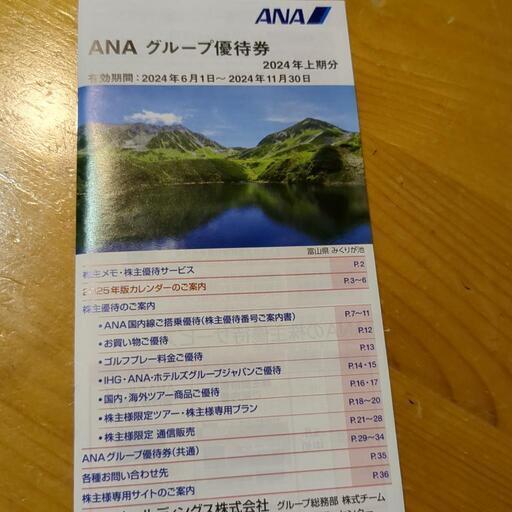 ANA
ANA グループ優待券
2024年上期分
有効期間：2024年6月1日～2024年11月30日
富山県 みくりが池
株主メモ・株主優待サービス P.2
2025年版カレンダーのご案内 P.3～6
株主優待のご案内
・ANA国内線ご搭乗優待(株主優待番号ご案内書) P.7～11
・お買い物ご優待 P.12
・ゴルフプレー料金ご優待 P.13
・IHG・ANA・ホテルズグループジャパンご優待 P.14・15
・国内・海外ツアー商品ご優待 P.16・17
・株主様限定ツアー・株主様専用プラン P.18～20
・株主様限定 通信販売 P.21～28
ANAグループ優待券(共通) P.29～34
各種お問い合わせ先 P.35
株主様専用サイトのご案内 P.36
ールディングス株式会社 グループ総務部 株式チーム